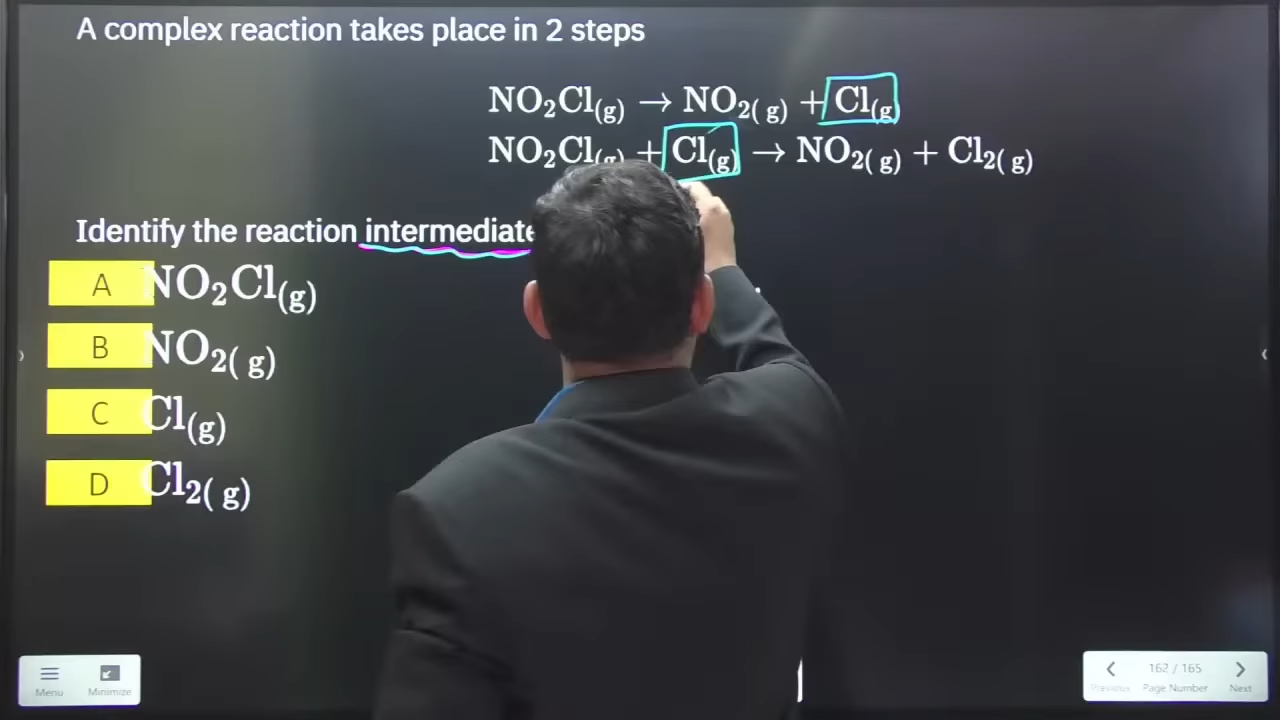 A complex reaction takes place in 2 steps
NO₂Cl(g) → NO₂( g) + Cl(g)
NO₂Cl(g) + Cl(g) → NO₂( g) + Cl₂( g)
Identify the reaction intermediate
A NO₂Cl(g)
B NO₂( g)
C Cl(g)
D Cl₂( g)
Menu Minimize
162 / 165
Previous Page Number Next